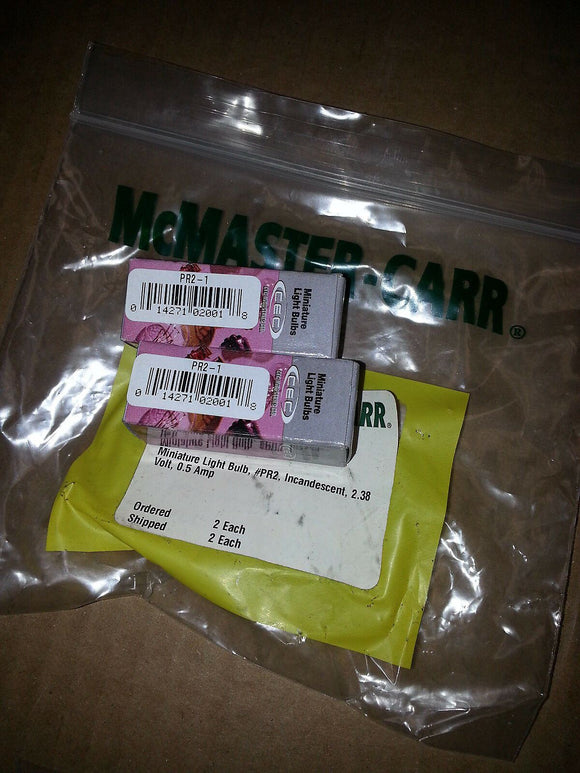 McMASTER-CARR®
PR2-1
0 14271 02001 8
CEC
Miniature
Light Bulbs
PR2-1
0 14271 02001 8
CEC
Miniature
Light Bulbs
ARR®
Miniature Light Bulb, #PR2, Incandescent, 2.38
Volt, 0.5 Amp
Ordered 2 Each
Shipped 2 Each